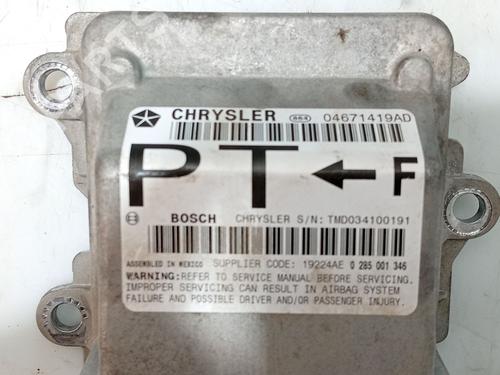 CHRYSLER 664 04671419AD
PT ← F
BOSCH CHRYSLER S/N: TMD034100191
ASSEMBLED IN MEXICO SUPPLIER CODE: 19224AE 0 285 001 346
WARNING: REFER TO SERVICE MANUAL BEFORE SERVICING.
IMPROPER SERVICING CAN RESULT IN AIRBAG SYSTEM
FAILURE AND POSSIBLE DRIVER AND/OR PASSENGER INJURY.